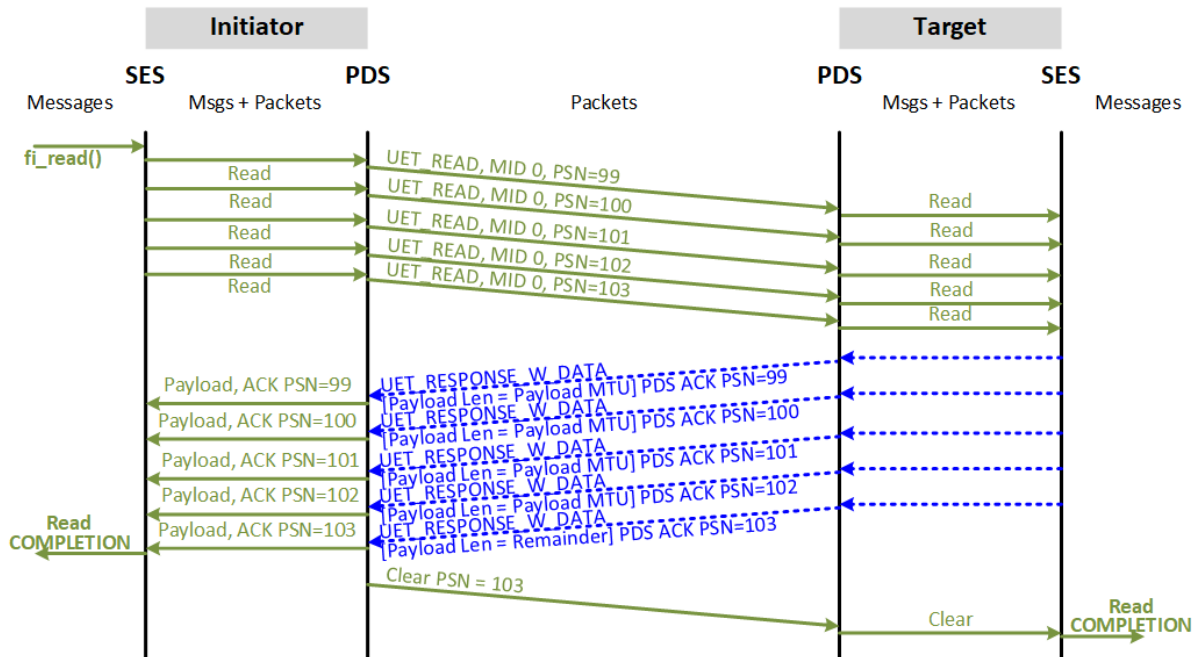 Initiator
Target
SES
PDS
PDS
SES
Messages
Msgs + Packets
Packets
Msgs + Packets
Messages
fi_read()
Read
Read
Read
Read
Read
UET_READ, MID 0, PSN=99
UET_READ, MID 0, PSN=100
UET_READ, MID 0, PSN=101
UET_READ, MID 0, PSN=102
UET_READ, MID 0, PSN=103
Read
Read
Read
Read
Read
UET_RESPONSE_W_DATA
[Payload Len = Payload MTU] PDS ACK PSN=99
UET_RESPONSE_W_DATA
[Payload Len = Payload MTU] PDS ACK PSN=100
UET_RESPONSE_W_DATA
[Payload Len = Payload MTU] PDS ACK PSN=101
UET_RESPONSE_W_DATA
[Payload Len = Payload MTU] PDS ACK PSN=102
UET_RESPONSE_W_DATA
[Payload Len = Remainder] PDS ACK PSN=103
Payload, ACK PSN=99
Payload, ACK PSN=100
Payload, ACK PSN=101
Payload, ACK PSN=102
Payload, ACK PSN=103
Read
COMPLETION
Clear PSN = 103
Clear
Read
COMPLETION